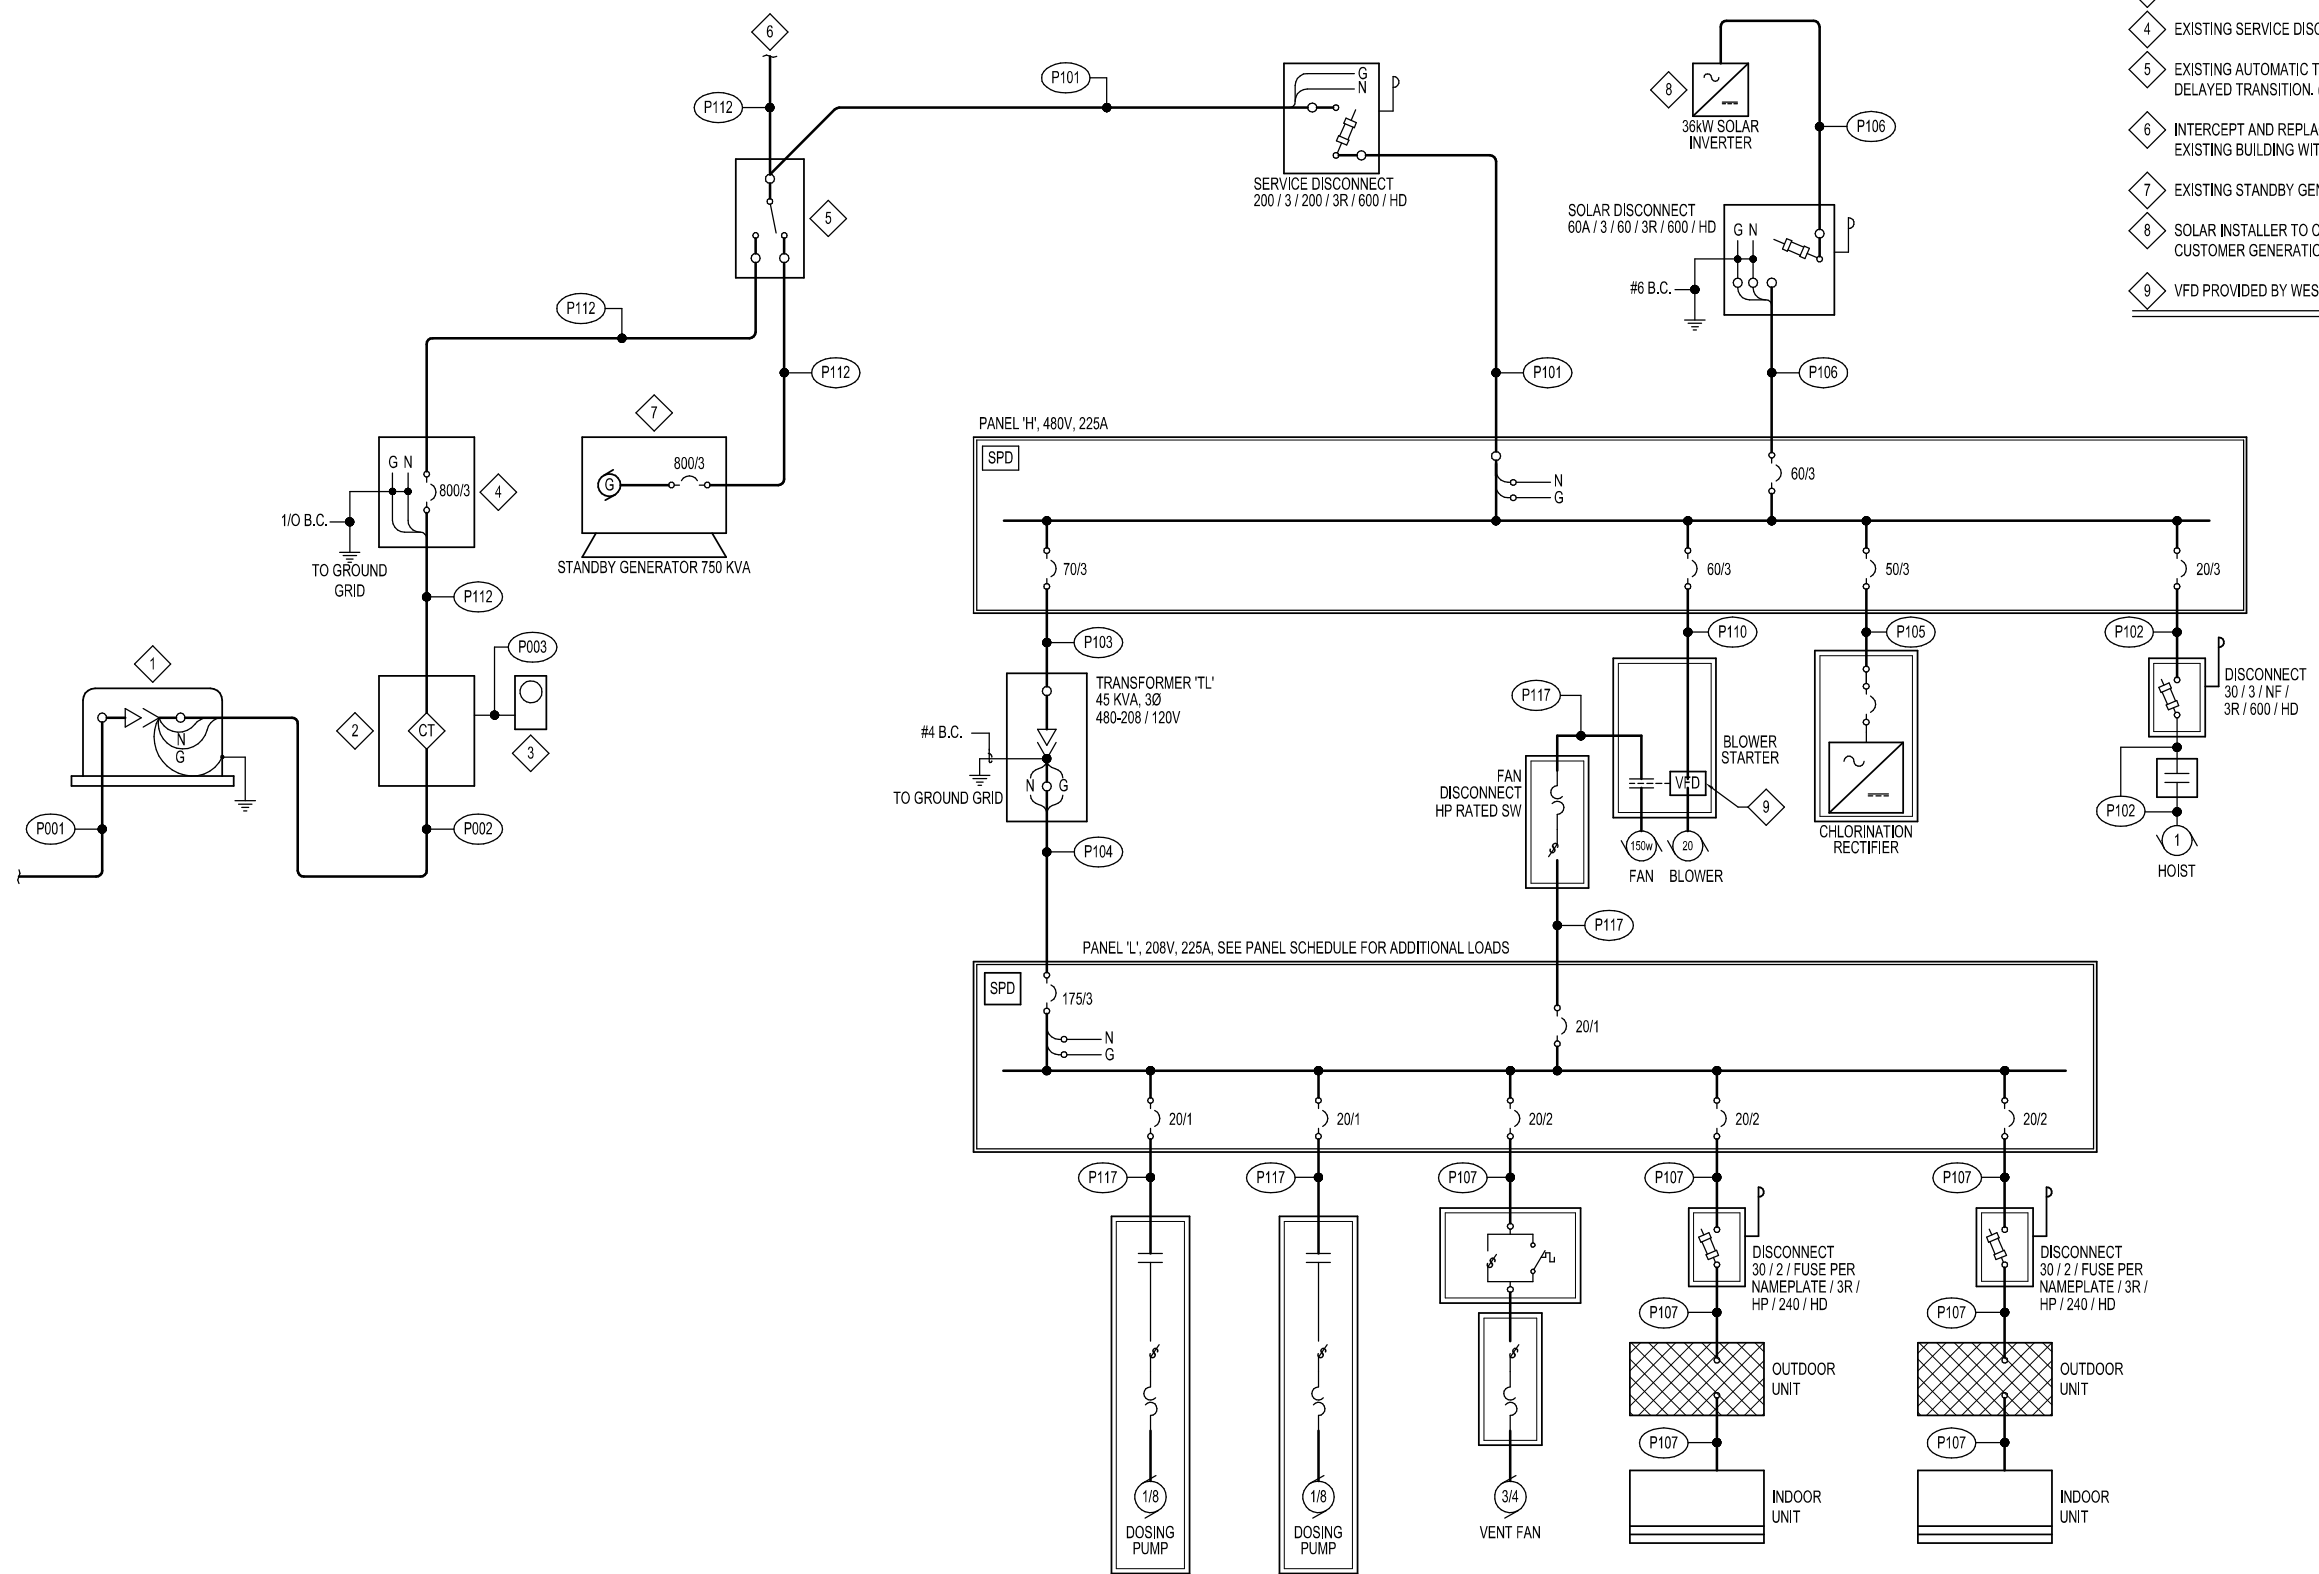 6
P112
P101
G
N
SERVICE DISCONNECT
200 / 3 / 200 / 3R / 600 / HD
8
36kW SOLAR
INVERTER
P106
4 EXISTING SERVICE
5 EXISTING AUTOMATIC
DELAYED TRANSITION.
6 INTERCEPT AND
EXISTING BUILDING
7 EXISTING STANDBY
8 SOLAR INSTALLER TO
CUSTOMER
9 VFD PROVIDED BY
5
SOLAR DISCONNECT
60A / 3 / 60 / 3R / 600 / HD
G N
#6 B.C.
P112
P112
P101
P106
7
G
800/3
STANDBY GENERATOR 750 KVA
G N
800/3
4
1/O B.C.
TO GROUND
GRID
P112
P003
1
N
G
2
CT
3
P001
P002
PANEL 'H', 480V, 225A
SPD
N
G
60/3
70/3
60/3
50/3
20/3
P103
P110
P105
P102
TRANSFORMER 'TL'
45 KVA, 3Ø
480-208 / 120V
#4 B.C.
TO GROUND GRID
N G
P104
P117
FAN
DISCONNECT
HP RATED SW
BLOWER
STARTER
VFD
9
150w
FAN
20
BLOWER
CHLORINATION
RECTIFIER
DISCONNECT
30 / 3 / NF /
3R / 600 / HD
P102
1
HOIST
P117
PANEL 'L', 208V, 225A, SEE PANEL SCHEDULE FOR ADDITIONAL LOADS
SPD
175/3
N
G
20/1
20/1
20/1
20/2
20/2
20/2
P117
P117
P107
P107
P107
DISCONNECT
30 / 2 / FUSE PER
NAMEPLATE / 3R /
HP / 240 / HD
DISCONNECT
30 / 2 / FUSE PER
NAMEPLATE / 3R /
HP / 240 / HD
P107
P107
OUTDOOR
UNIT
OUTDOOR
UNIT
P107
P107
1/8
DOSING
PUMP
1/8
DOSING
PUMP
3/4
VENT FAN
INDOOR
UNIT
INDOOR
UNIT